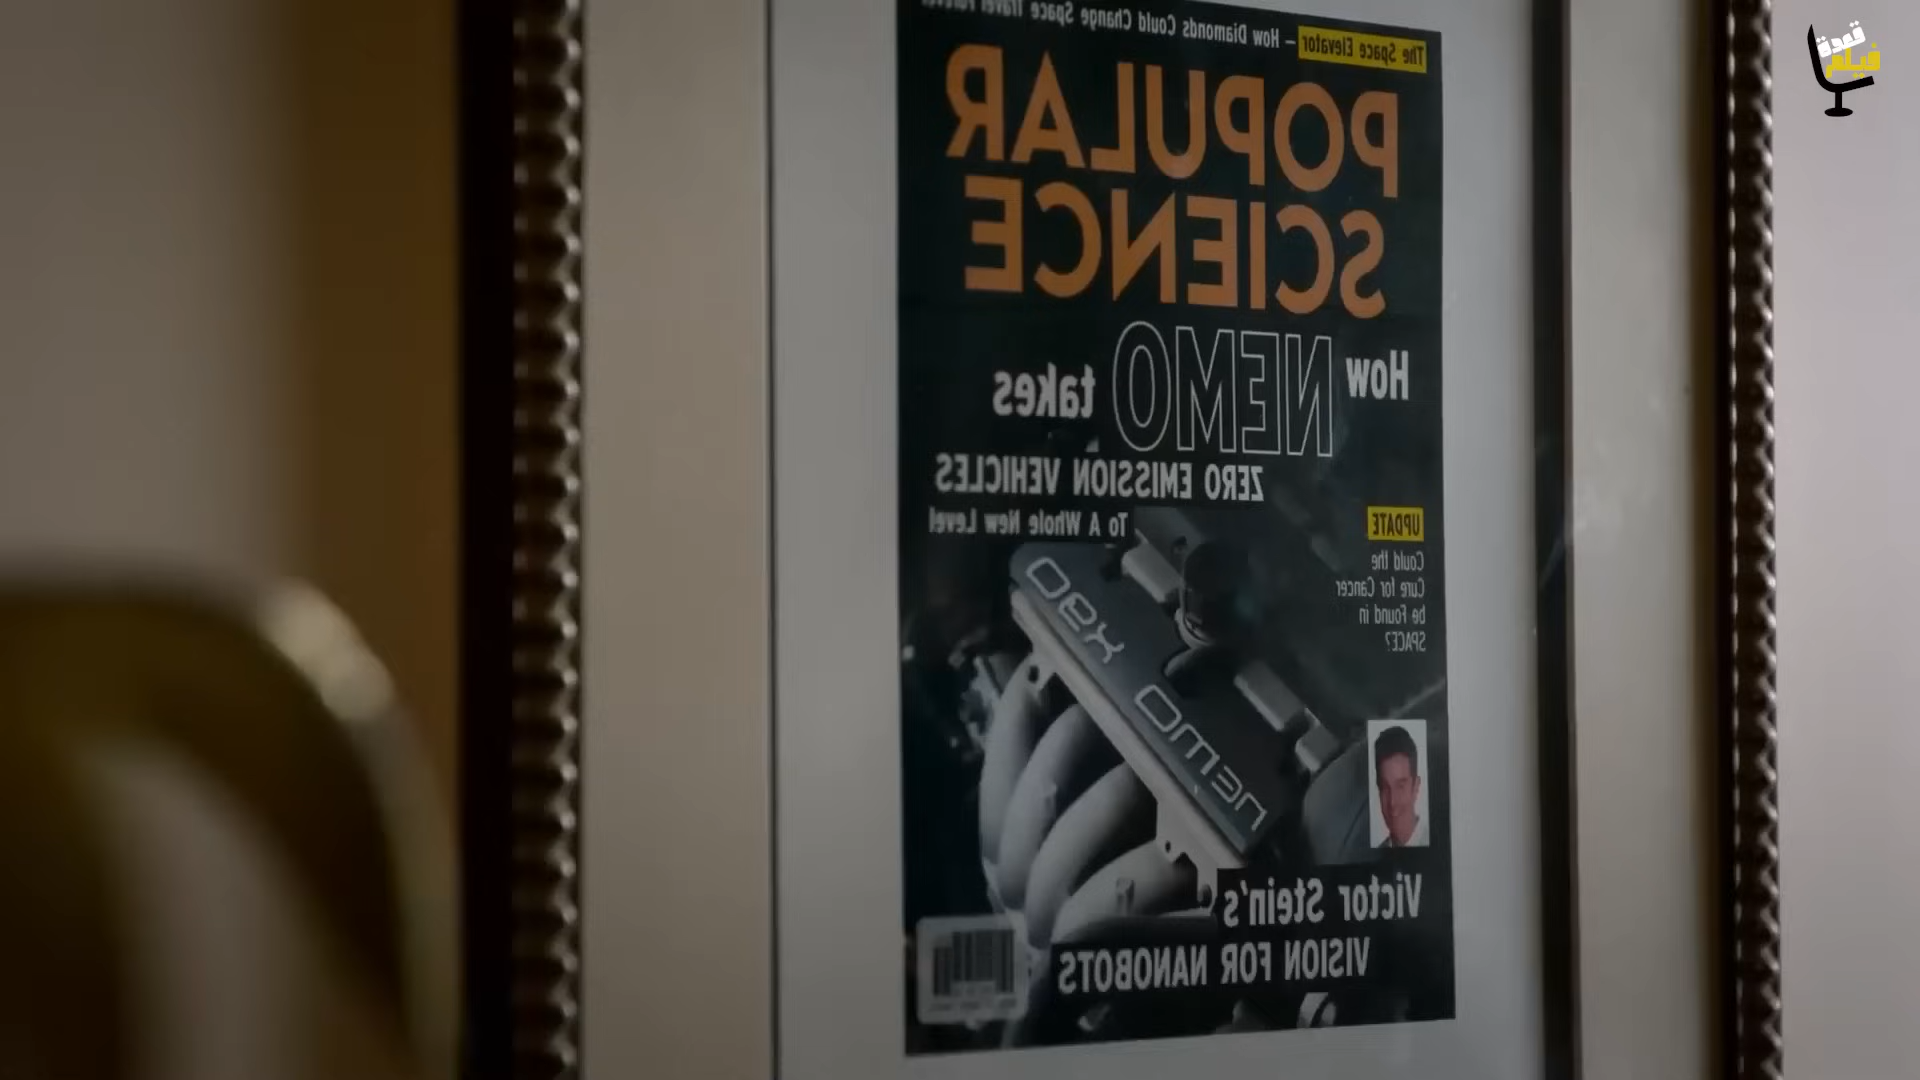 The Space Elevator – How Diamonds Could Change Space Travel Forever
POPULAR
SCIENCE
How NEMO takes
ZERO EMISSION VEHICLES
To A Whole New Level
UPDATE
Could the
Cure for Cancer
be Found in
SPACE?
nemo X90
Victor Stein's
VISION FOR NANOBOTS
قعدة
فيلم